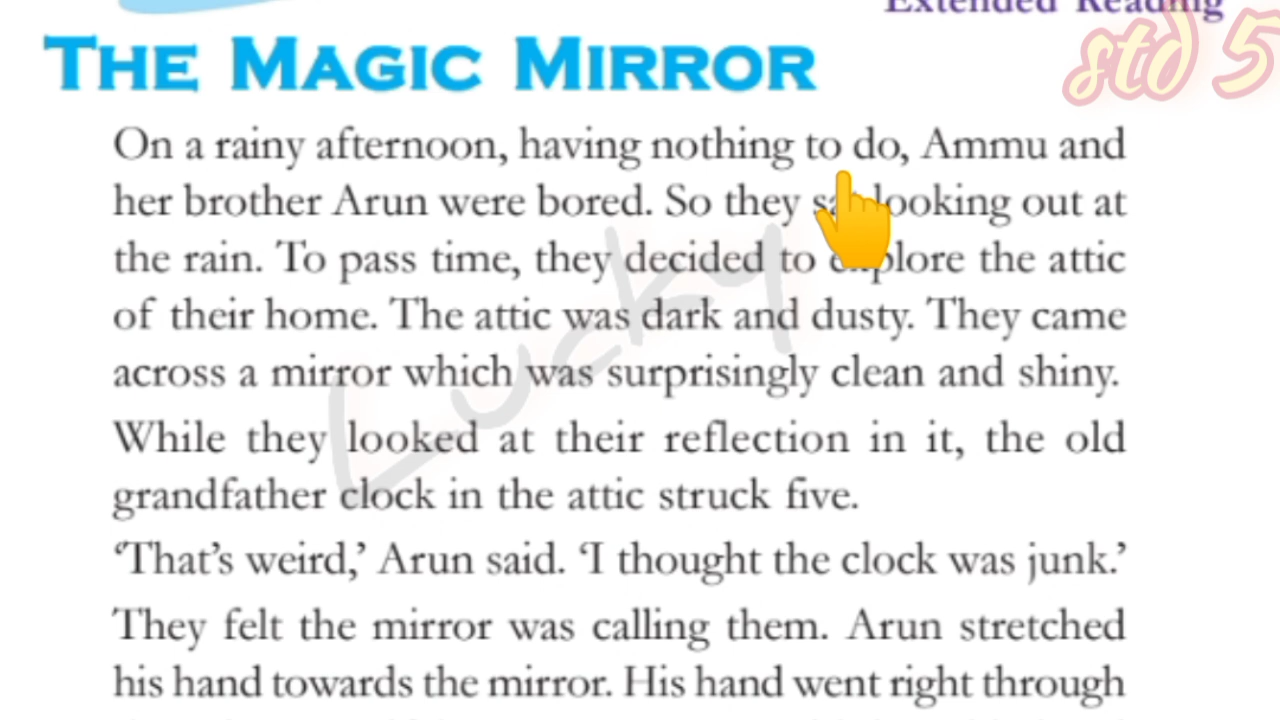 Extended Reading
std 5
THE MAGIC MIRROR
On a rainy afternoon, having nothing to do, Ammu and
her brother Arun were bored. So they sat looking out at
the rain. To pass time, they decided to explore the attic
of their home. The attic was dark and dusty. They came
across a mirror which was surprisingly clean and shiny.
While they looked at their reflection in it, the old
grandfather clock in the attic struck five.
‘That’s weird,’ Arun said. ‘I thought the clock was junk.’
They felt the mirror was calling them. Arun stretched
his hand towards the mirror. His hand went right through
Lucky